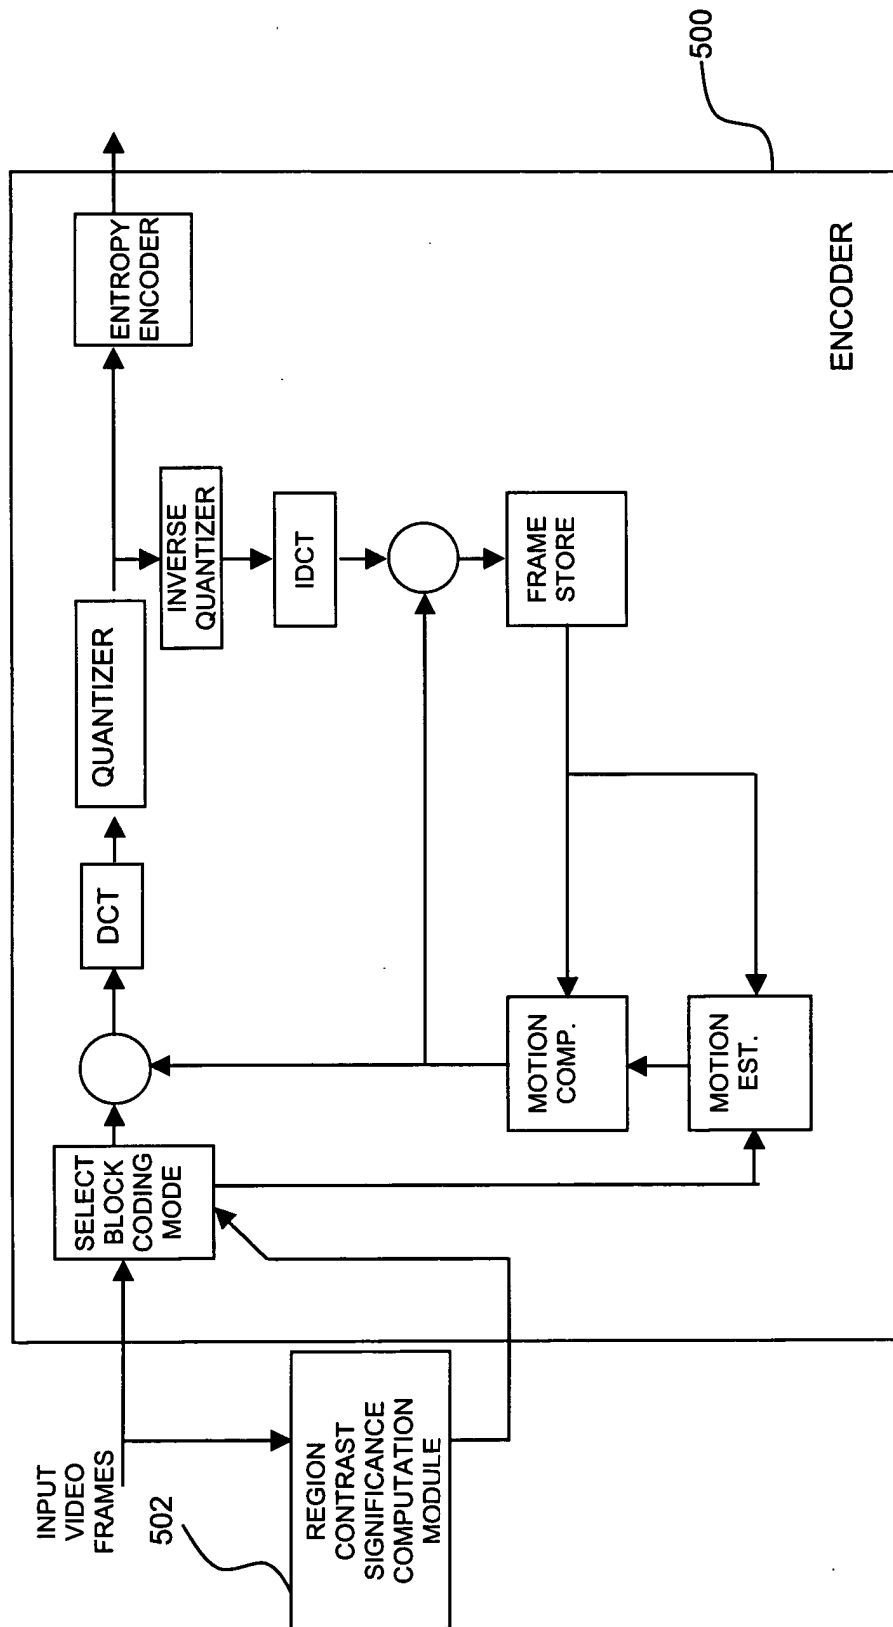 INPUT
VIDEO
FRAMES
502
REGION
CONTRAST
SIGNIFICANCE
COMPUTATION
MODULE
SELECT
BLOCK
CODING
MODE
DCT
QUANTIZER
ENTROPY
ENCODER
INVERSE
QUANTIZER
IDCT
FRAME
STORE
MOTION
COMP.
MOTION
EST.
ENCODER
500